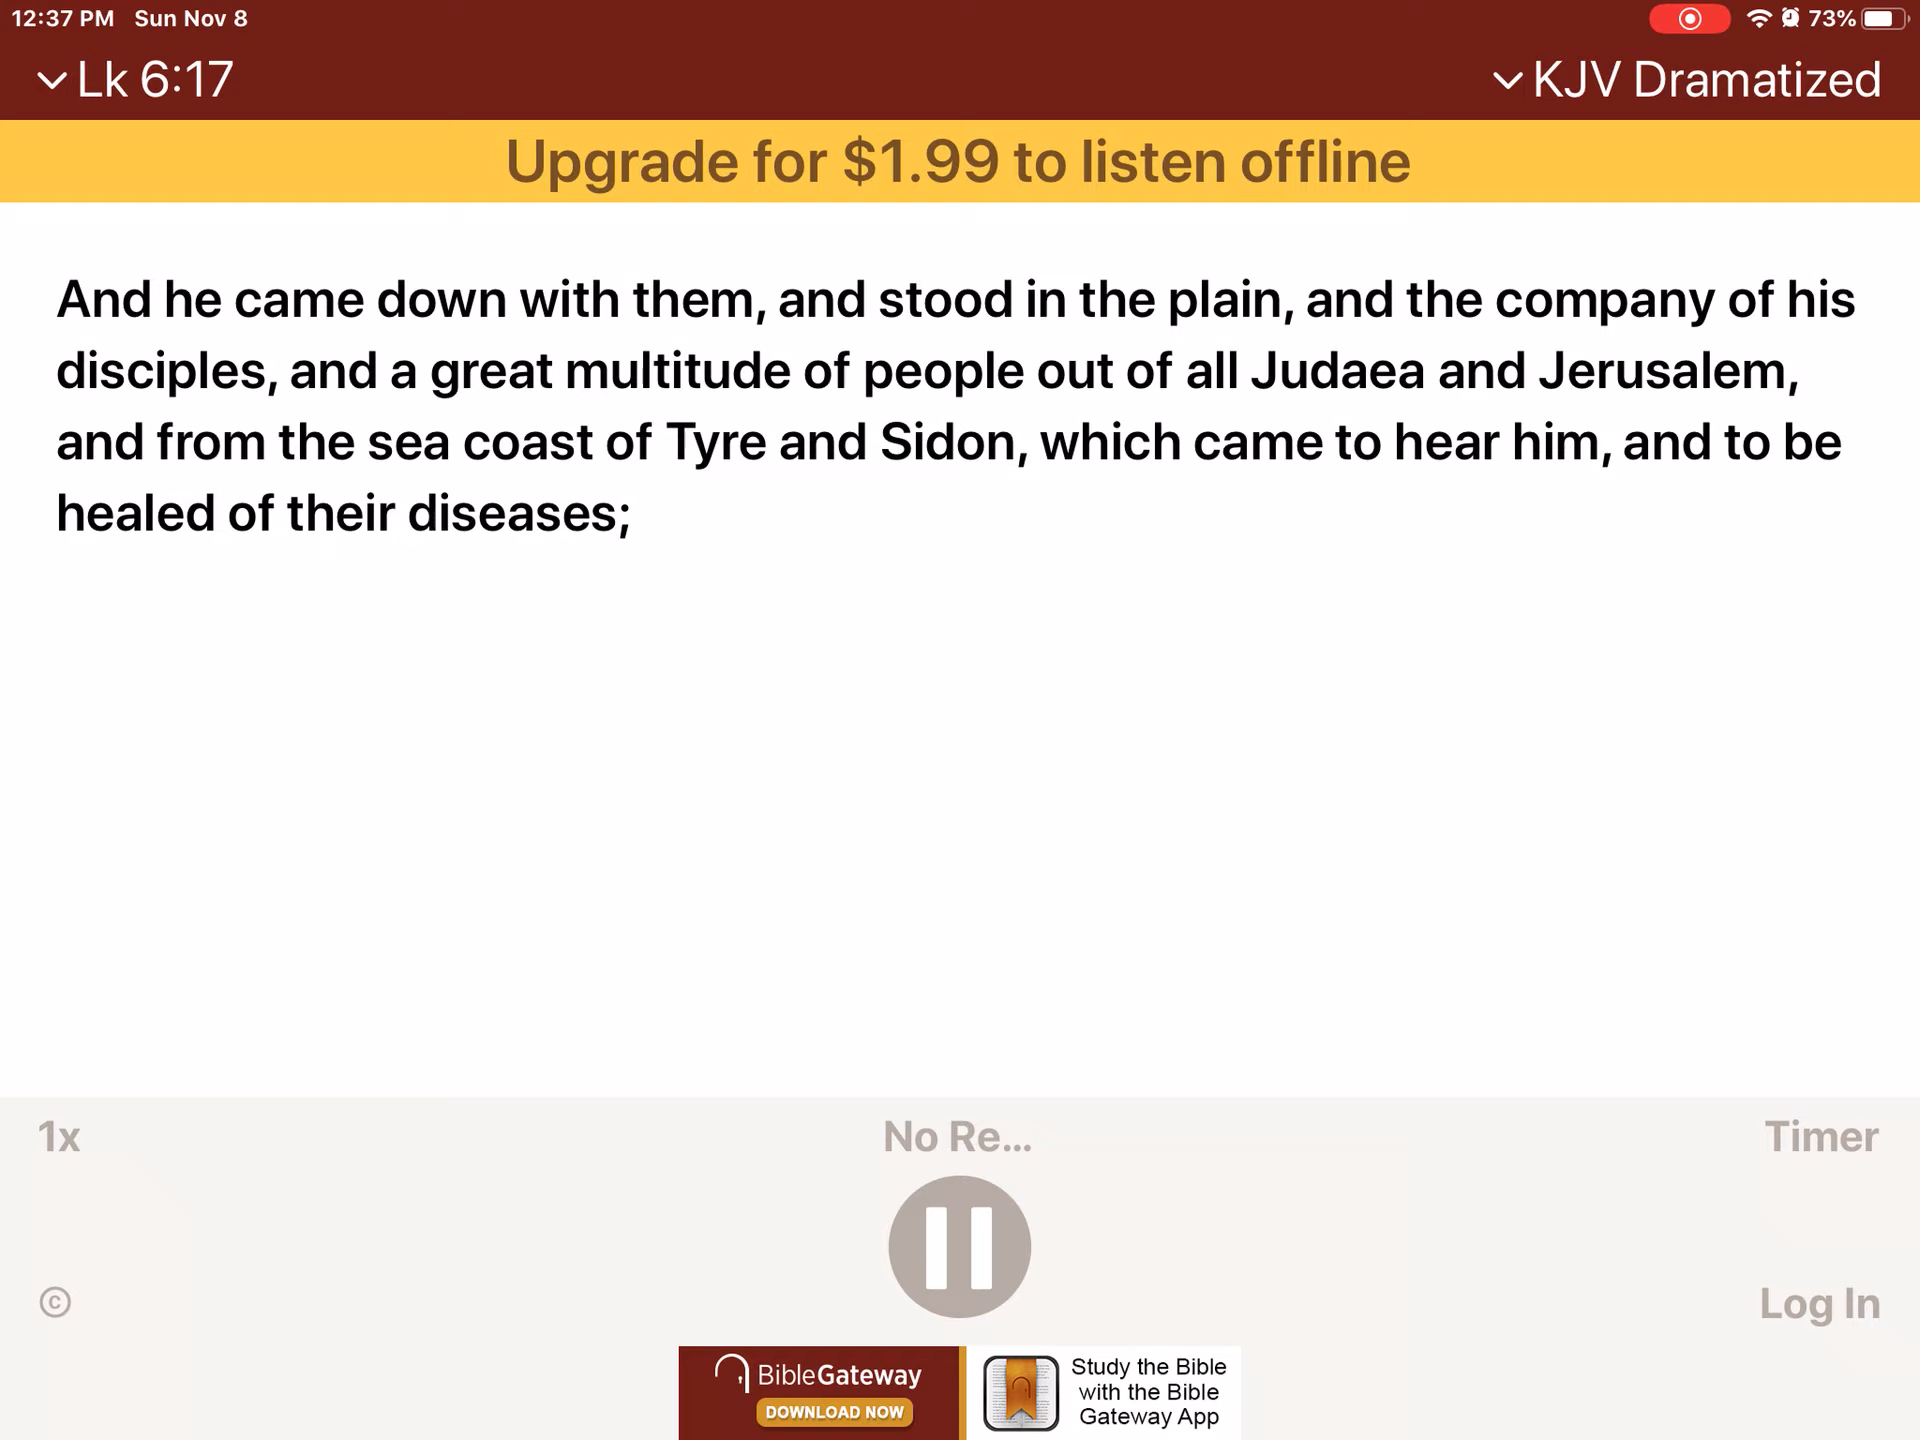 12:37 PM Sun Nov 8 73%
Lk 6:17 KJV Dramatized
Upgrade for $1.99 to listen offline
And he came down with them, and stood in the plain, and the company of his
disciples, and a great multitude of people out of all Judaea and Jerusalem,
and from the sea coast of Tyre and Sidon, which came to hear him, and to be
healed of their diseases;
1x No Re... Timer
© Log In
BibleGateway
DOWNLOAD NOW
Study the Bible
with the Bible
Gateway App